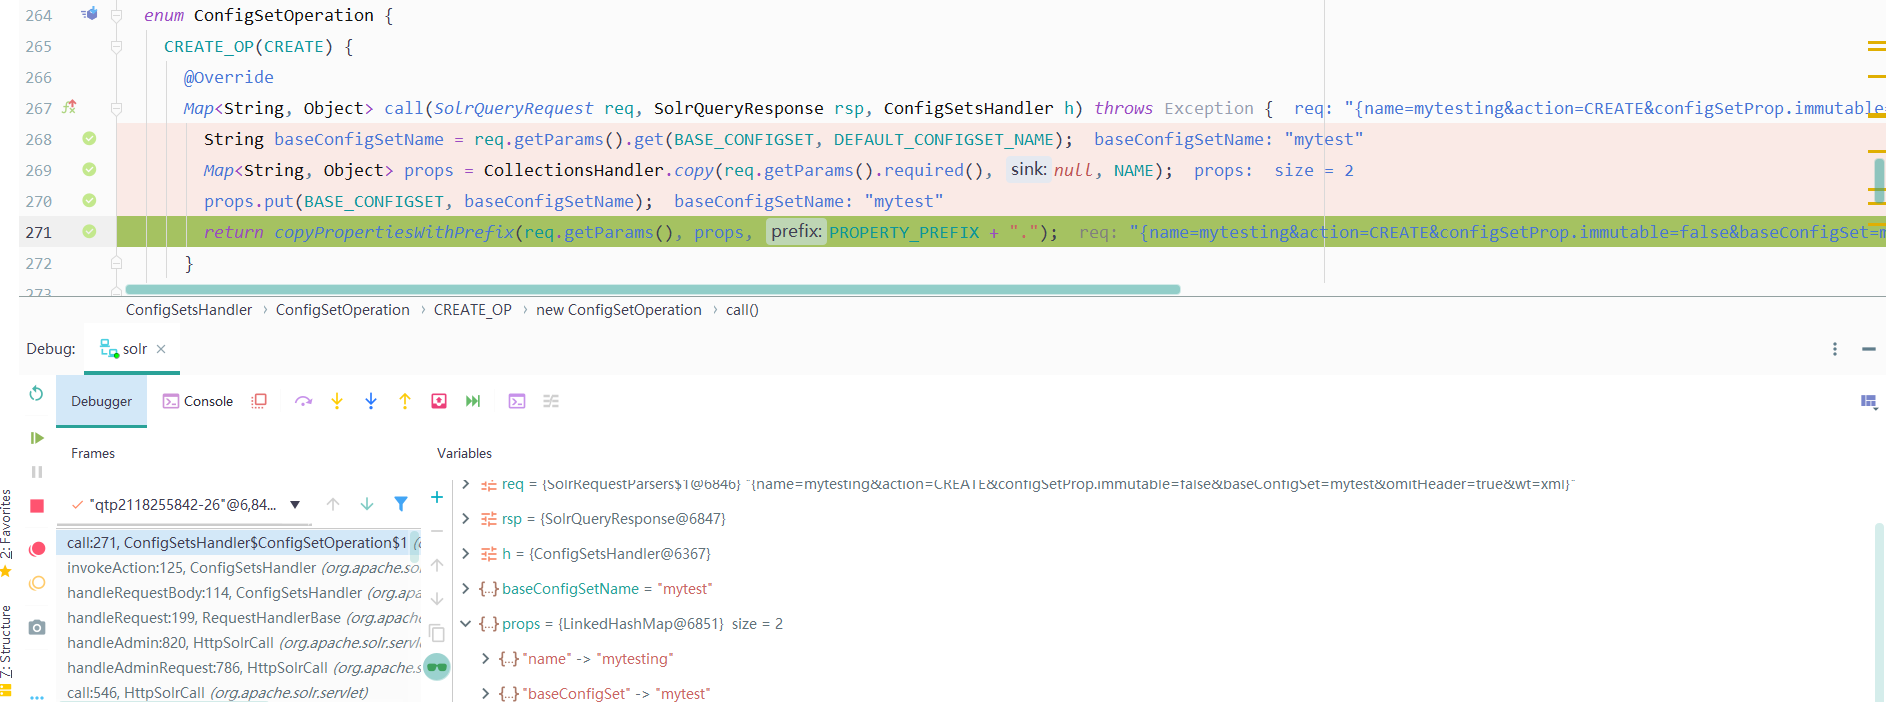 264 enum ConfigSetOperation {
265 CREATE_OP(CREATE) {
266 @Override
267 Map<String, Object> call(SolrQueryRequest req, SolrQueryResponse rsp, ConfigSetsHandler h) throws Exception { req: "{name=mytesting&action=CREATE&configSetProp.immutable=
268 String baseConfigSetName = req.getParams().get(BASE_CONFIGSET, DEFAULT_CONFIGSET_NAME); baseConfigSetName: "mytest"
269 Map<String, Object> props = CollectionsHandler.copy(req.getParams().required(), sink: null, NAME); props: size = 2
270 props.put(BASE_CONFIGSET, baseConfigSetName); baseConfigSetName: "mytest"
271 return copyPropertiesWithPrefix(req.getParams(), props, prefix: PROPERTY_PREFIX + "."); req: "{name=mytesting&action=CREATE&configSetProp.immutable=false&baseConfigSet=m
272 }
273
ConfigSetsHandler › ConfigSetOperation › CREATE_OP › new ConfigSetOperation › call()
Debug: solr ×
Debugger Console
Frames
Variables
"qtp2118255842-26"@6,84...
call:271, ConfigSetsHandler$ConfigSetOperation$1 (
invokeAction:125, ConfigSetsHandler (org.apache.so
handleRequestBody:114, ConfigSetsHandler (org.apa
handleRequest:199, RequestHandlerBase (org.apache
handleAdmin:820, HttpSolrCall (org.apache.solr.servle
handleAdminRequest:786, HttpSolrCall (org.apache.s
call:546, HttpSolrCall (org.apache.solr.servlet)
req = {SolrRequestParsers$1@6846} "{name=mytesting&action=CREATE&configSetProp.immutable=false&baseConfigSet=mytest&omitHeader=true&wt=xml}"
rsp = {SolrQueryResponse@6847}
h = {ConfigSetsHandler@6367}
{...} baseConfigSetName = "mytest"
{...} props = {LinkedHashMap@6851} size = 2
{...} "name" -> "mytesting"
{...} "baseConfigSet" -> "mytest"
2: Favorites
7: Structure